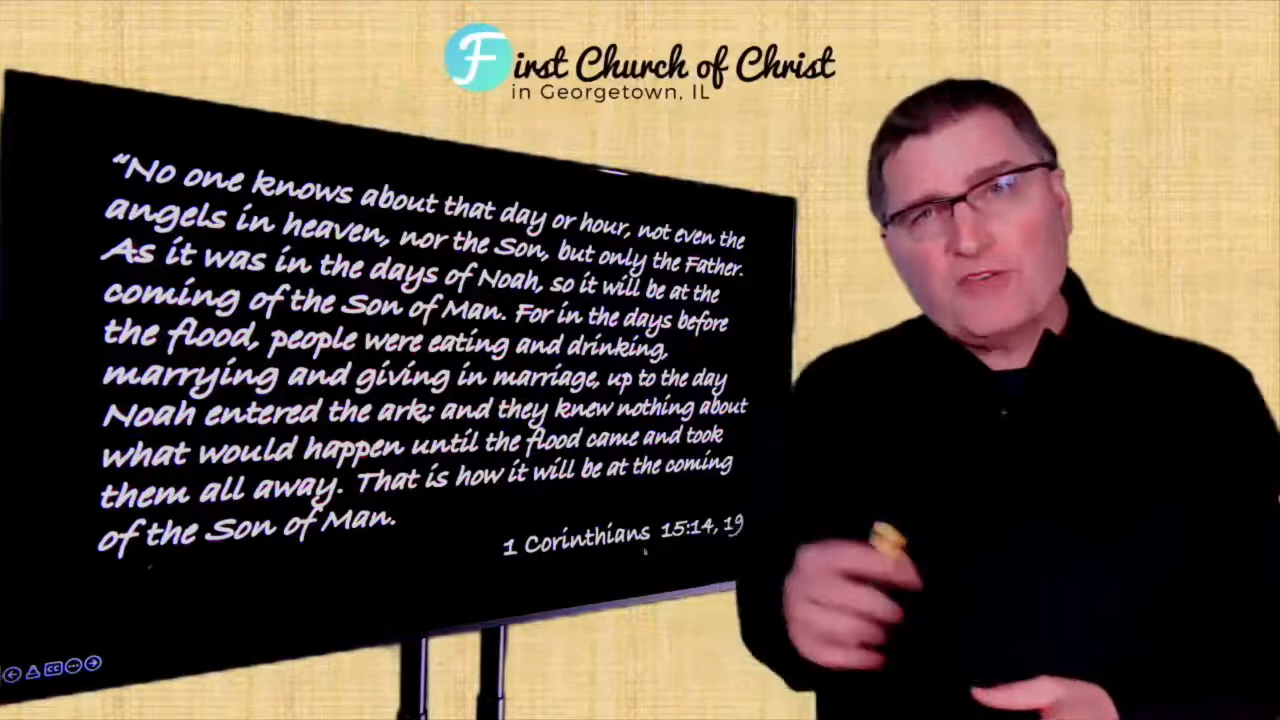 First Church of Christ
in Georgetown, IL
“No one knows about that day or hour, not even the
angels in heaven, nor the Son, but only the Father.
As it was in the days of Noah, so it will be at the
coming of the Son of Man. For in the days before
the flood, people were eating and drinking,
marrying and giving in marriage, up to the day
Noah entered the ark; and they knew nothing about
what would happen until the flood came and took
them all away. That is how it will be at the coming
of the Son of Man.
1 Corinthians 15:14, 19
CC